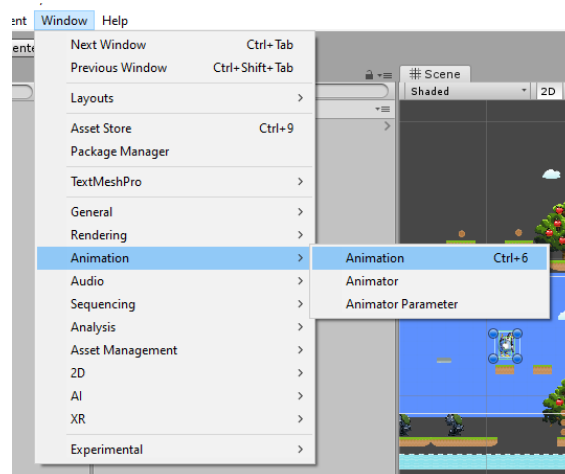 ent Window Help
ente
Next Window Ctrl+Tab
Previous Window Ctrl+Shift+Tab
Layouts
Asset Store Ctrl+9
Package Manager
TextMeshPro
General
Rendering
Animation
Audio
Sequencing
Analysis
Asset Management
2D
AI
XR
Experimental
Animation Ctrl+6
Animator
Animator Parameter
# Scene
Shaded 2D